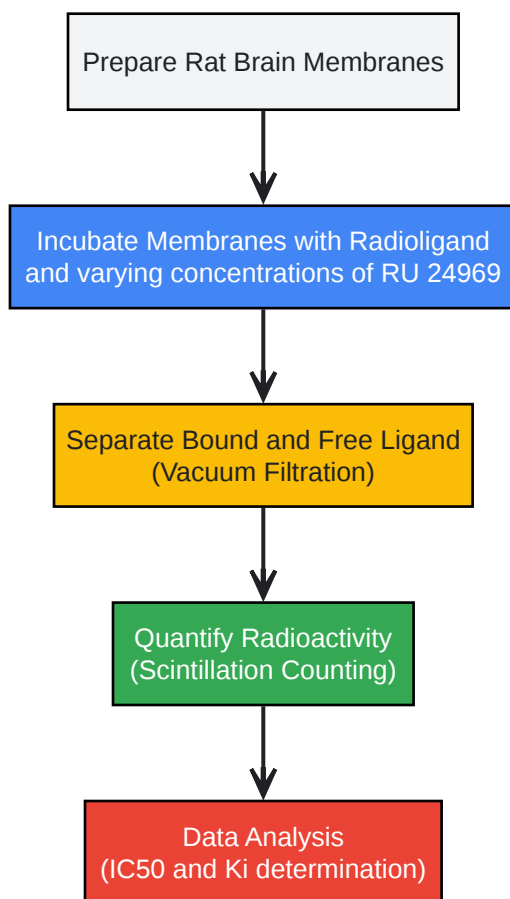 Prepare Rat Brain Membranes
Incubate Membranes with Radioligand
and varying concentrations of RU 24969
Separate Bound and Free Ligand
(Vacuum Filtration)
Quantify Radioactivity
(Scintillation Counting)
Data Analysis
(IC50 and Ki determination)